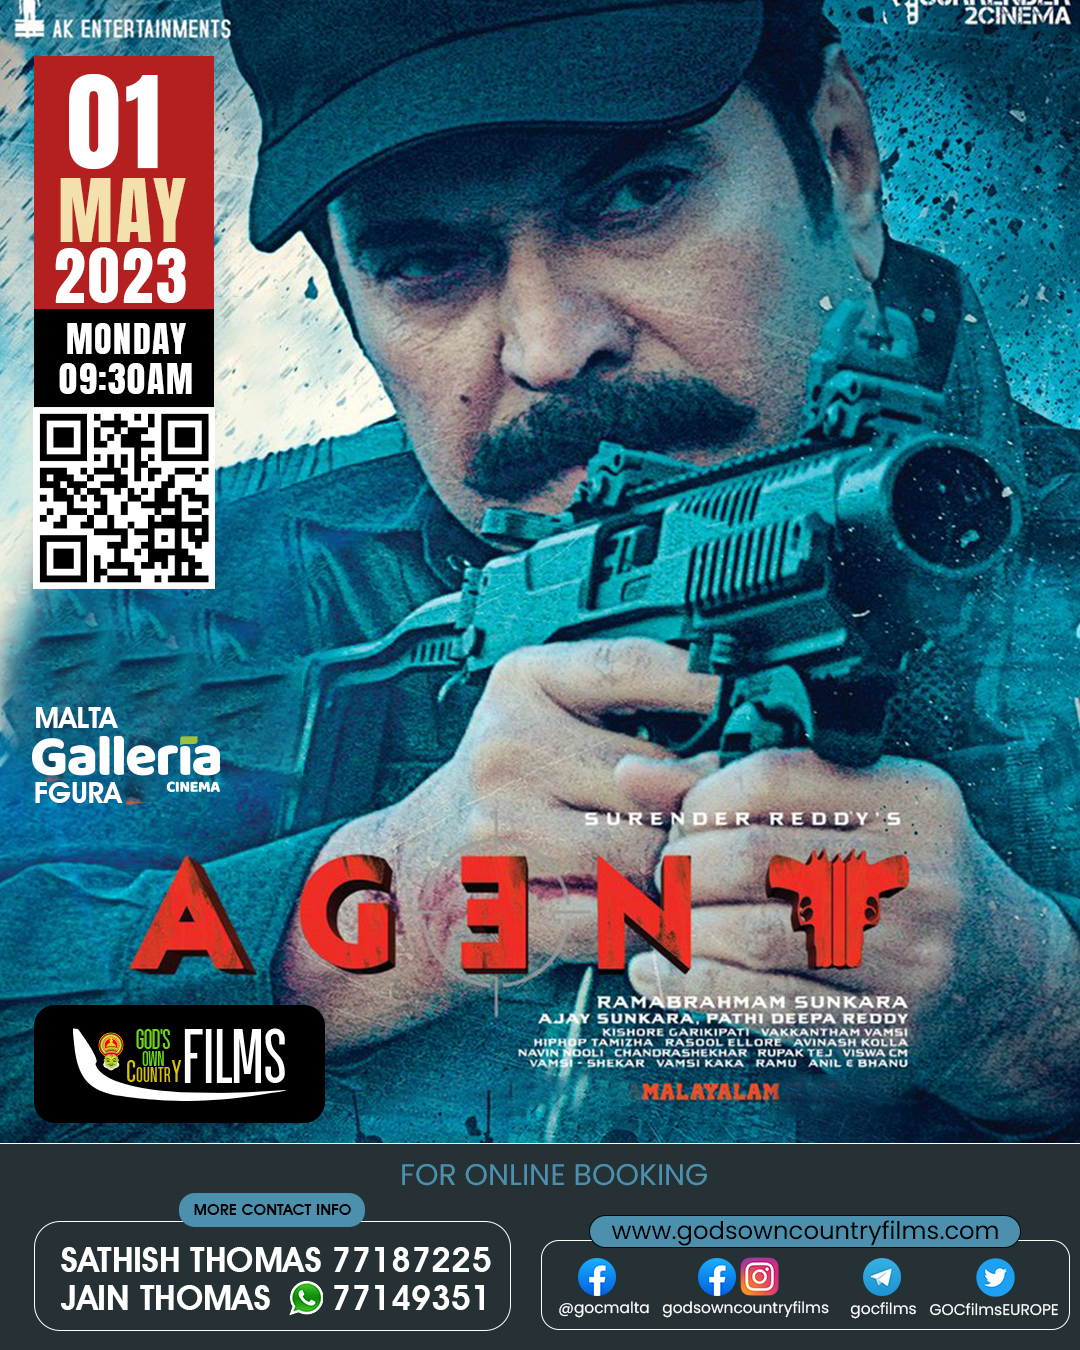 AK ENTERTAINMENTS
2CINEMA
01
MAY
2023
MONDAY
09:30AM
MALTA
Galleria
CINEMA
FGURA
SURENDER REDDY'S
AGENT
RAMABRAHMAM SUNKARA
AJAY SUNKARA, PATHI DEEPA REDDY
KISHORE GARIKIPATI VAKKANTHAM VAMSI
HIPHOP TAMIZHA RASOOL ELLORE AVINASH KOLLA
NAVIN NOOLI CHANDRASHEKHAR RUPAK TEJ VISWA CM
VAMSI - SHEKAR VAMSI KAKA RAMU ANIL & BHANU
MALAYALAM
GOD'S
OWN
COUNTRY
FILMS
FOR ONLINE BOOKING
MORE CONTACT INFO
SATHISH THOMAS 77187225
JAIN THOMAS 77149351
www.godsowncountryfilms.com
@gocmalta godsowncountryfilms gocfilms GOCfilmsEUROPE